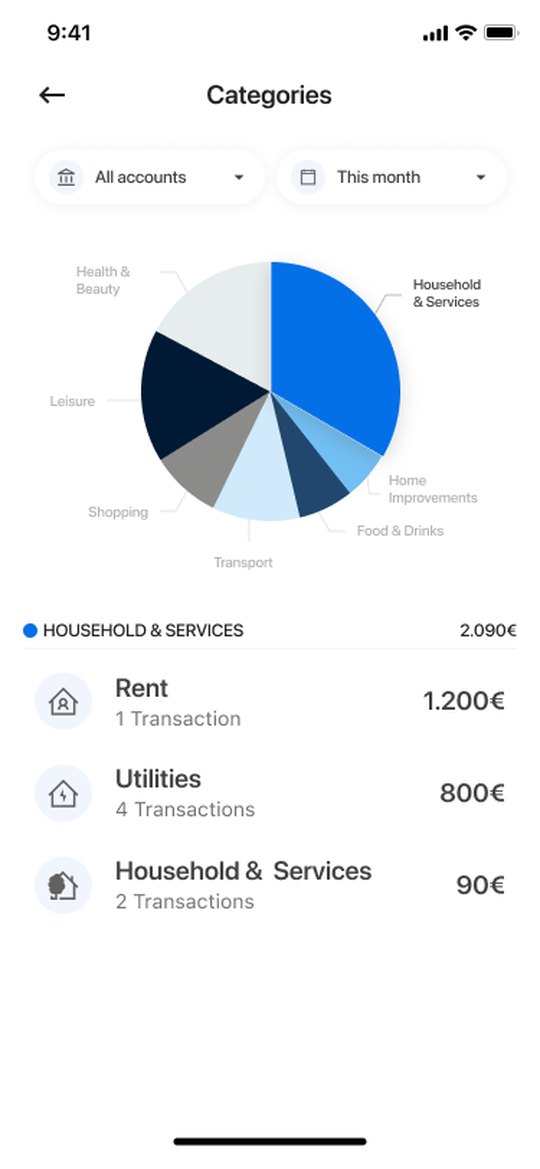 9:41
Categories
All accounts
This month
Health &
Beauty
Household
& Services
Leisure
Home
Improvements
Shopping
Food & Drinks
Transport
HOUSEHOLD & SERVICES 2.090€
Rent
1 Transaction
1.200€
Utilities
4 Transactions
800€
Household & Services
2 Transactions
90€